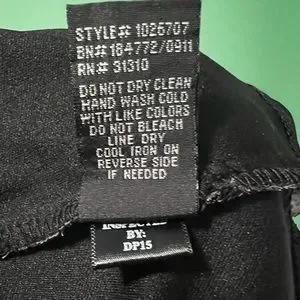 STYLE# 1026707
BN# 184772/0911
RN# 31310
DO NOT DRY CLEAN
HAND WASH COLD
WITH LIKE COLORS
DO NOT BLEACH
LINE DRY
COOL IRON ON
REVERSE SIDE
IF NEEDED
INSPECTED
BY:
DP15